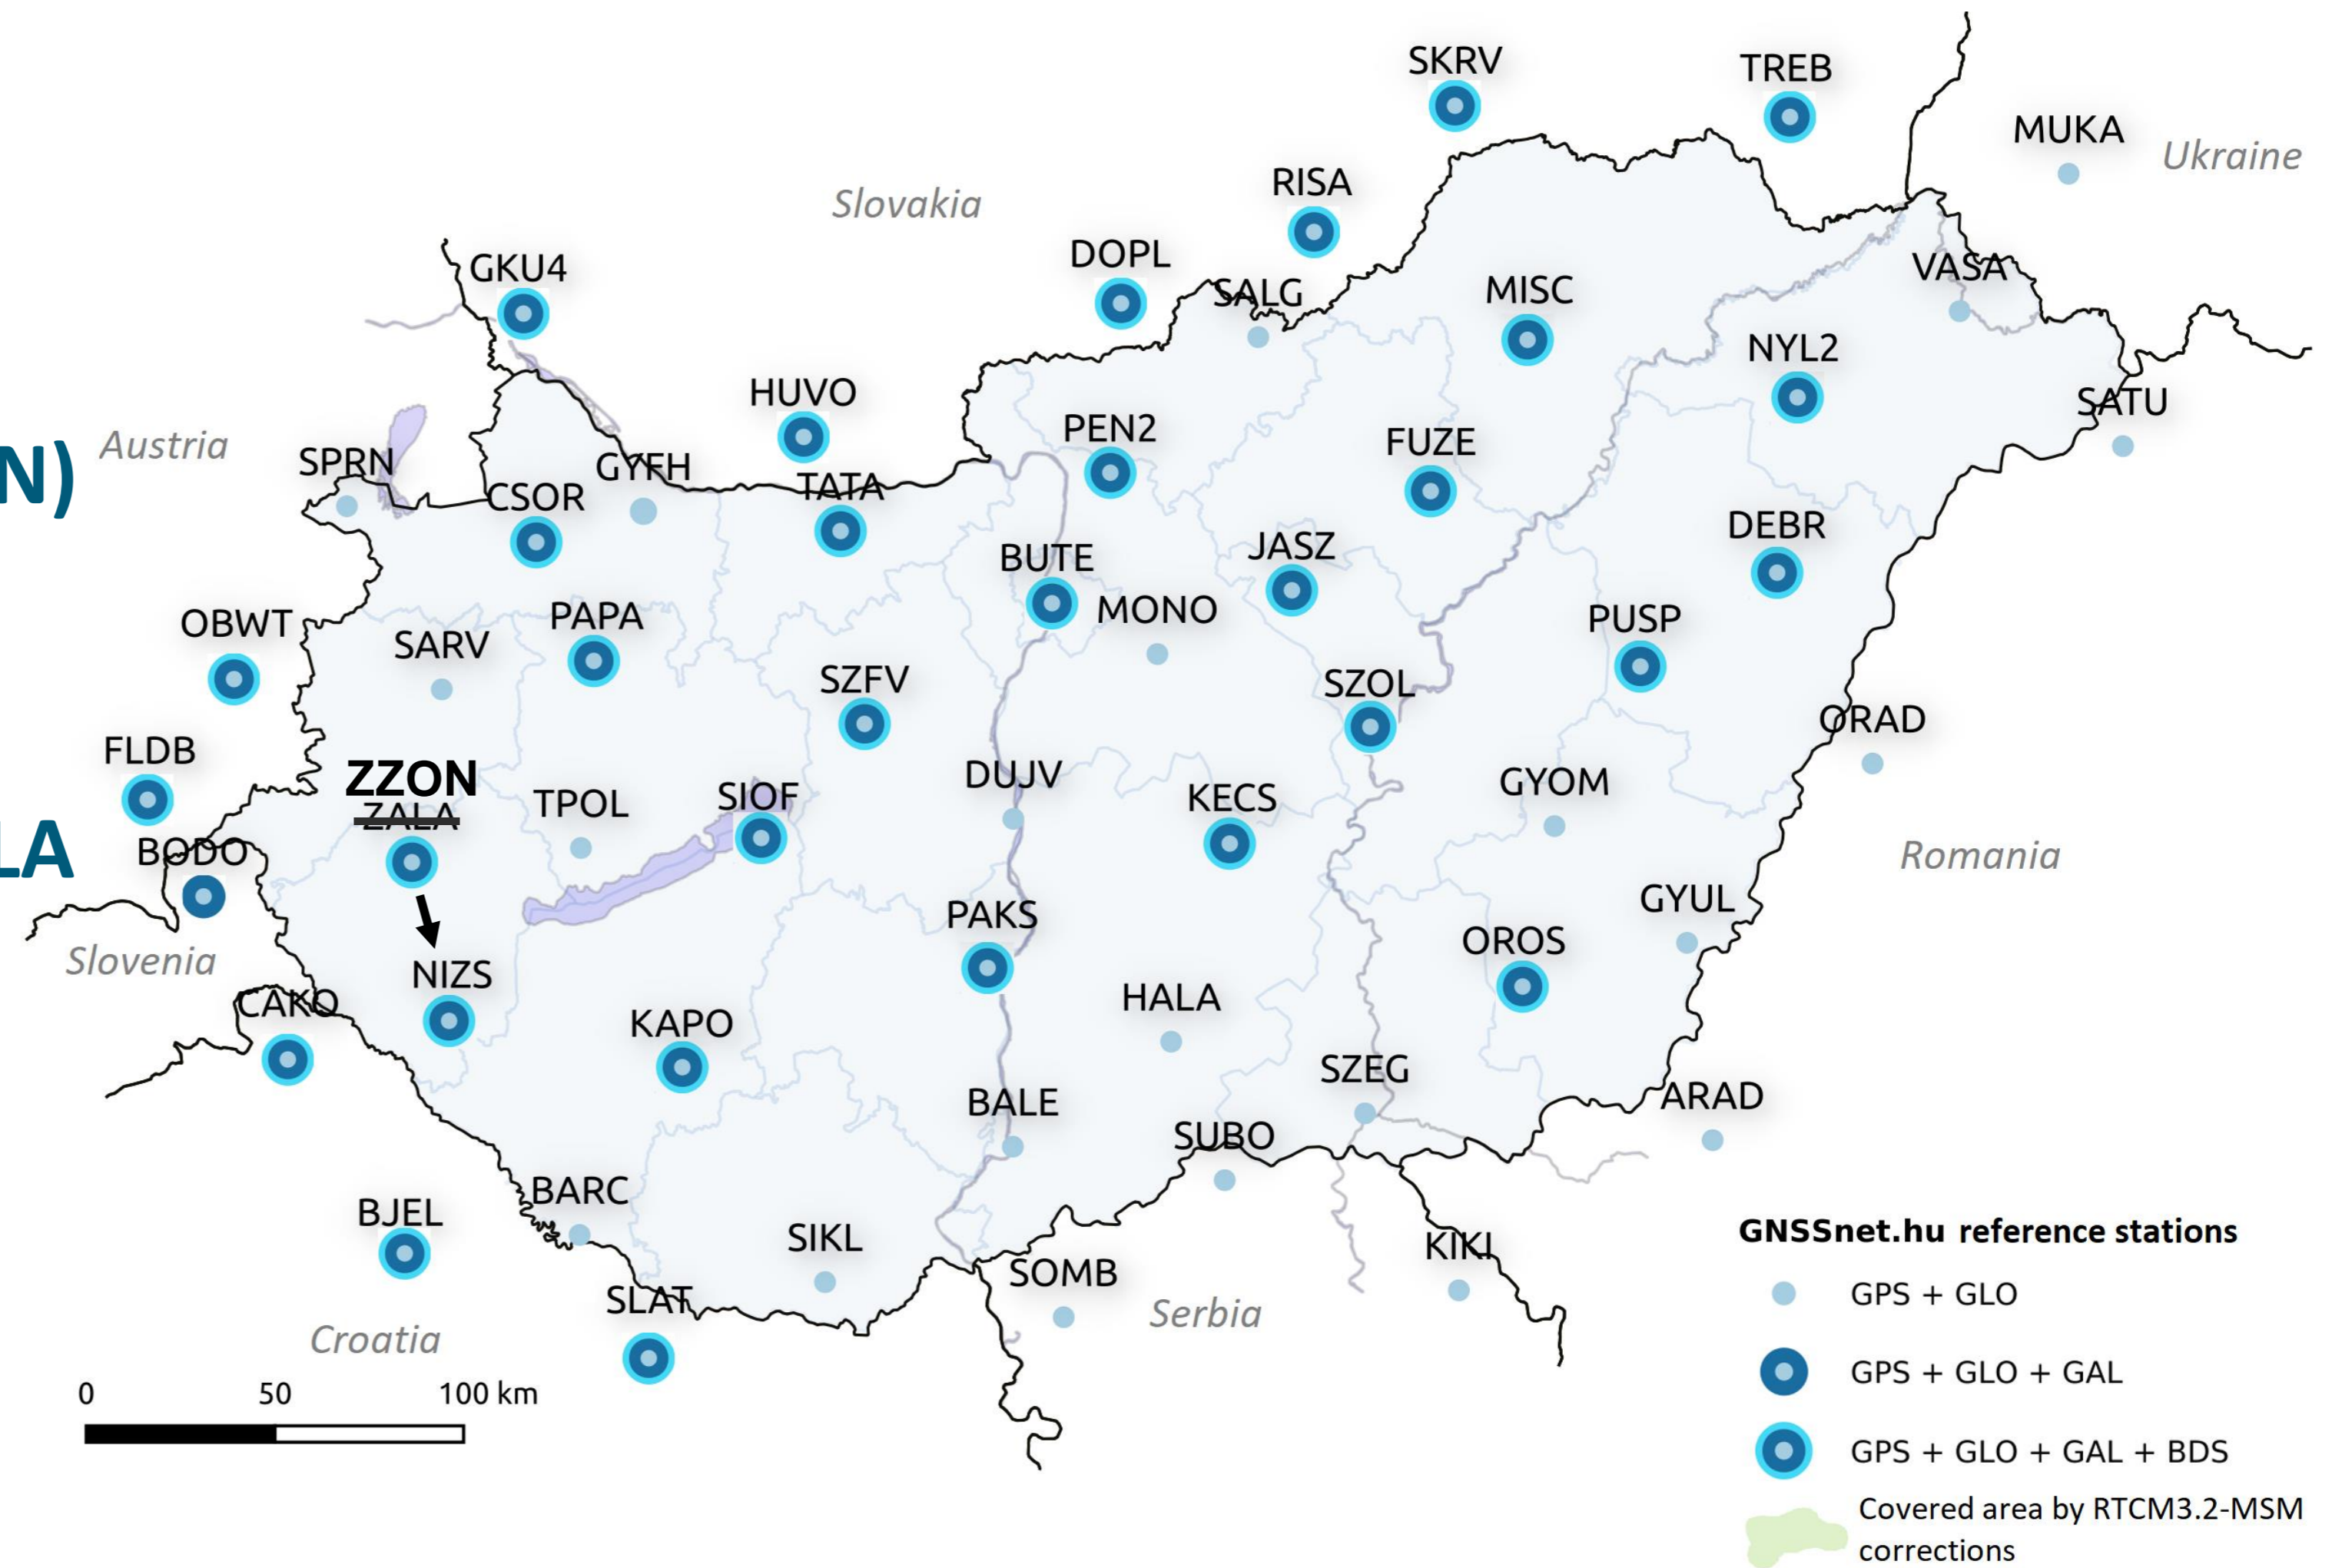 SKRV
TREB
MUKA
Ukraine
RISA
Slovakia
DOPL
GKU4
SALG
MISC
VASA
NYL2
HUVO
SATU
PEN2
FUZE
Austria
N)
SPRN
GYFH
TATA
CSOR
DEBR
JASZ
BUTE
MONO
PAPA
PUSP
OBWT
SARV
SZFV
SZOL
ORAD
FLDB
ZZON
ZALA
TPOL
SIOF
DUJV
KECS
GYOM
LA
BODO
Romania
GYUL
PAKS
OROS
Slovenia
NIZS
CAKO
HALA
KAPO
SZEG
BALE
ARAD
SUBO
BARC
BJEL
SIKL
KIKI
SOMB
SLAT
Serbia
Croatia
0 50 100 km
GNSSnet.hu reference stations
GPS + GLO
GPS + GLO + GAL
GPS + GLO + GAL + BDS
Covered area by RTCM3.2-MSM
corrections